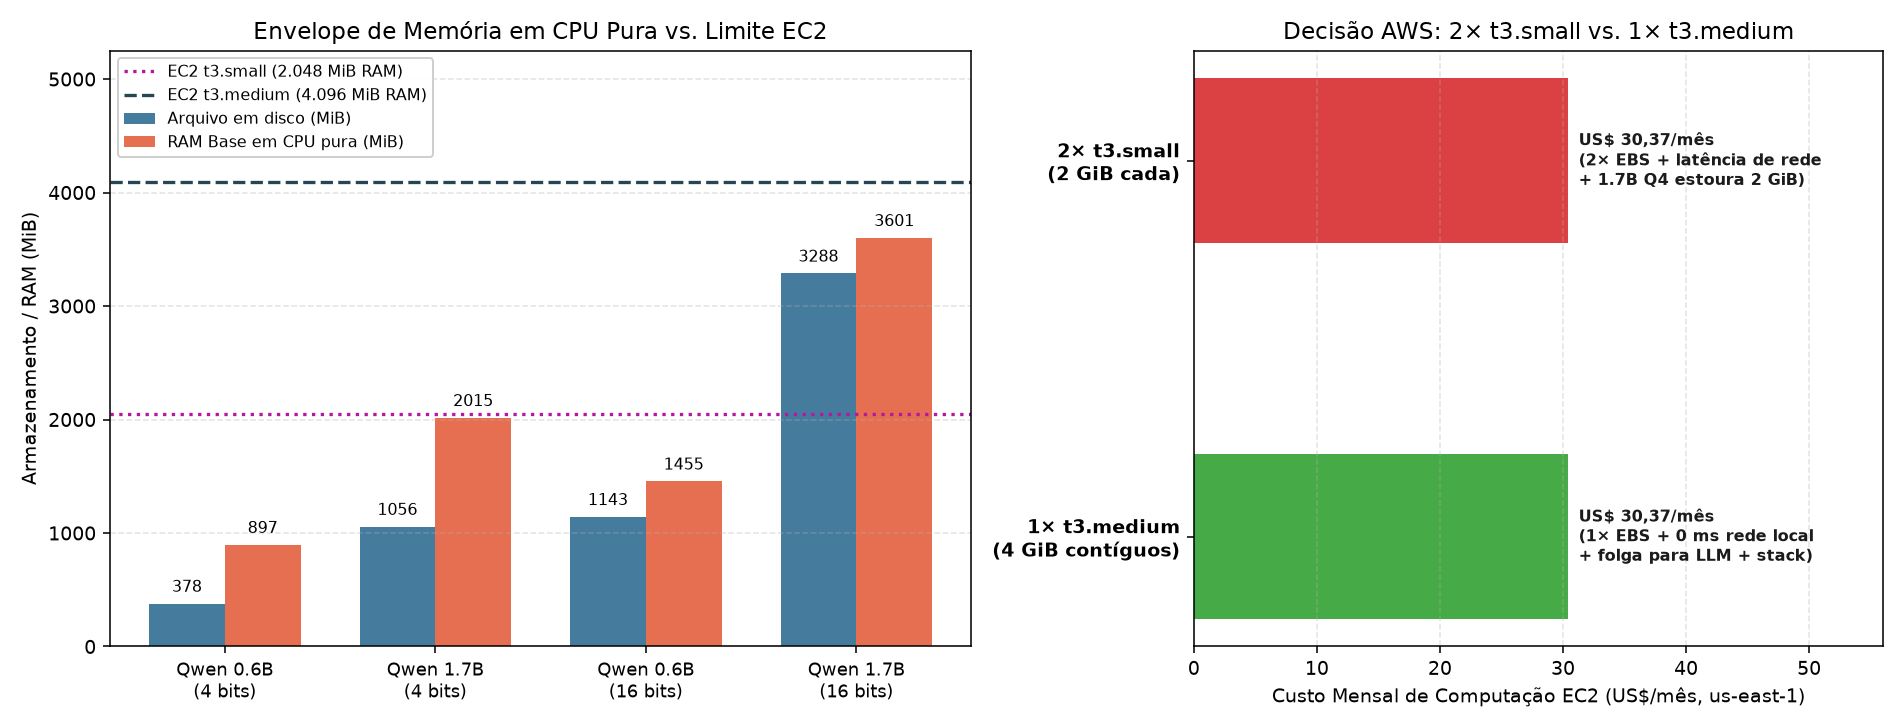 Envelope de Memória em CPU Pura vs. Limite EC2
EC2 t3.small (2.048 MiB RAM)
EC2 t3.medium (4.096 MiB RAM)
Arquivo em disco (MiB)
RAM Base em CPU pura (MiB)
Armazenamento / RAM (MiB)
5000
4000
3000
2000
1000
0
378
897
1056
2015
1143
1455
3288
3601
Qwen 0.6B
(4 bits)
Qwen 1.7B
(4 bits)
Qwen 0.6B
(16 bits)
Qwen 1.7B
(16 bits)
Decisão AWS: 2× t3.small vs. 1× t3.medium
2× t3.small
(2 GiB cada)
US$ 30,37/mês
(2× EBS + latência de rede
+ 1.7B Q4 estoura 2 GiB)
1× t3.medium
(4 GiB contíguos)
US$ 30,37/mês
(1× EBS + 0 ms rede local
+ folga para LLM + stack)
0
10
20
30
40
50
Custo Mensal de Computação EC2 (US$/mês, us-east-1)